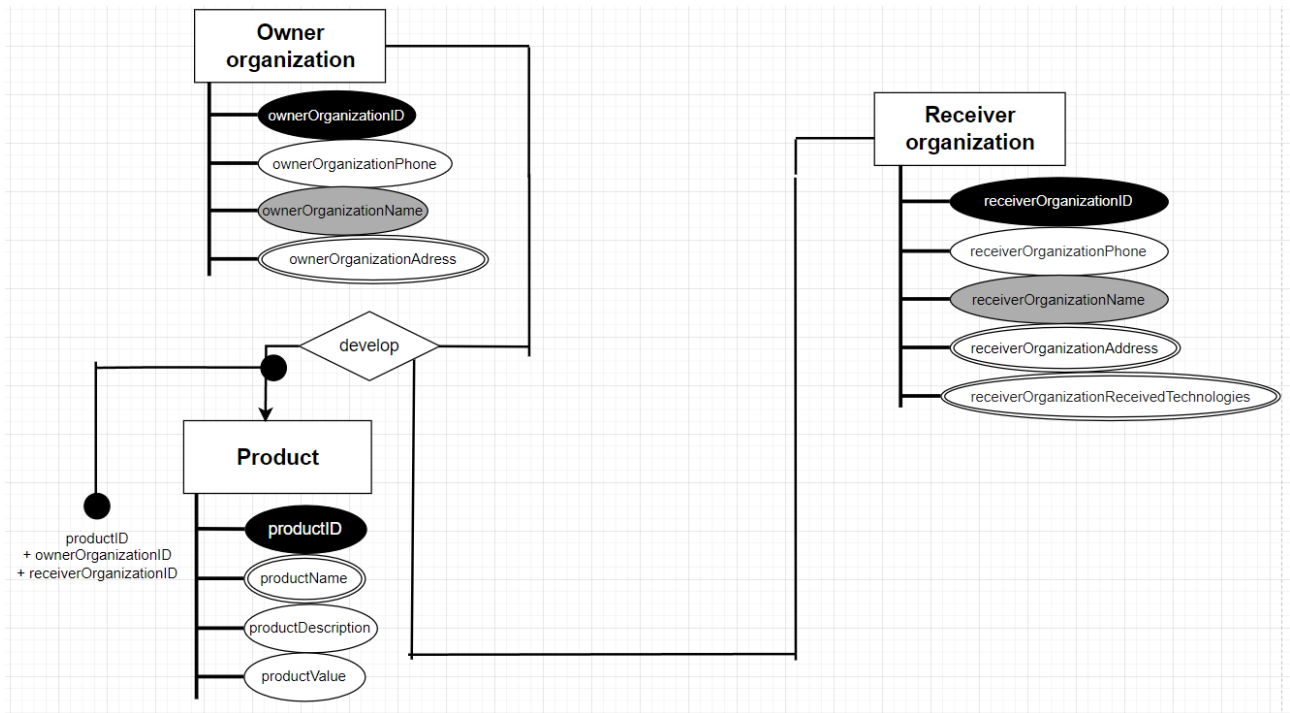 Owner
organization
ownerOrganizationID
ownerOrganizationPhone
ownerOrganizationName
ownerOrganizationAdress
Receiver
organization
receiverOrganizationID
receiverOrganizationPhone
receiverOrganizationName
receiverOrganizationAddress
receiverOrganizationReceivedTechnologies
develop
Product
productID
productName
productDescription
productValue
productID
+ ownerOrganizationID
+ receiverOrganizationID